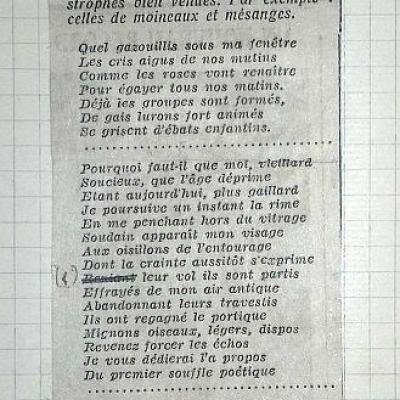 strophes bien venues. Par exemple
celles de moineaux et mésanges.
Quel gazouillis sous ma fenêtre
Les cris aigus de nos mutins
Comme les roses vont renaître
Pour égayer tous nos matins.
Déjà les groupes sont formés,
De gais lurons fort animés
Se grisent d'ébats enfantins.
Pourquoi faut-il que moi, vieillard
Soucieux, que l'âge déprime
Etant aujourd'hui, plus gaillard
Je poursuive un instant la rime
En me penchant hors du vitrage
Soudain apparaît mon visage
Aux oisillons de l'entourage
Dont la crainte aussitôt s'exprime
leur vol ils sont partis
Effrayés de mon air antique
Abandonnant leurs travestis
Ils ont regagné le portique
Mignons oiseaux, légers, dispos
Revenez forcer les échos
Je vous dédierai l'a propos
Du premier souffle poétique